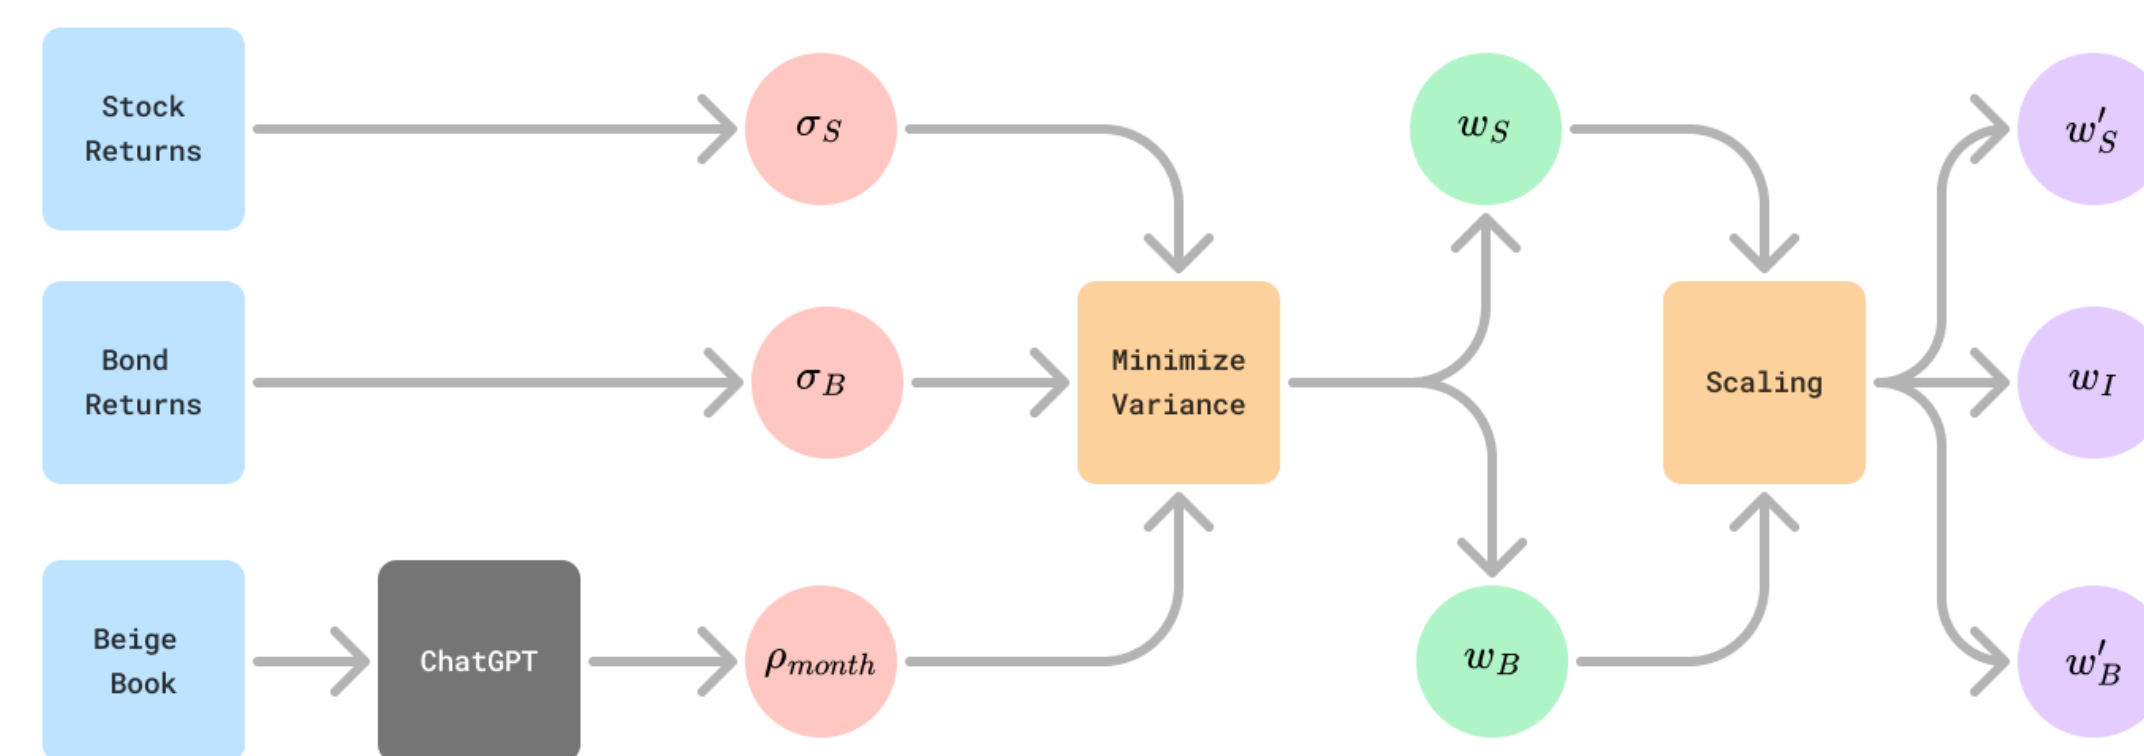 Stock
Returns
σ_S
w_S
w'_S
Bond
Returns
σ_B
Minimize
Variance
Scaling
w_I
Beige
Book
ChatGPT
ρ_month
w_B
w'_B